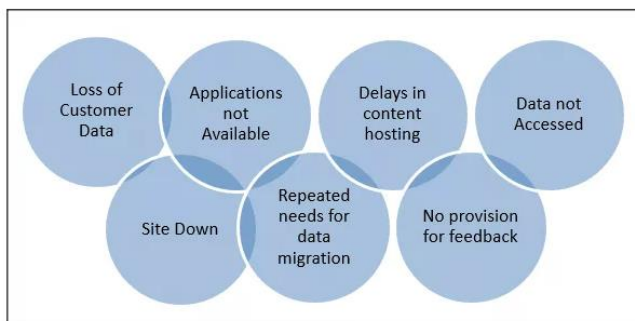 Loss of
Customer
Data
Applications
not
Available
Delays in
content
hosting
Data not
Accessed
Site Down
Repeated
needs for
data
migration
No provision
for feedback